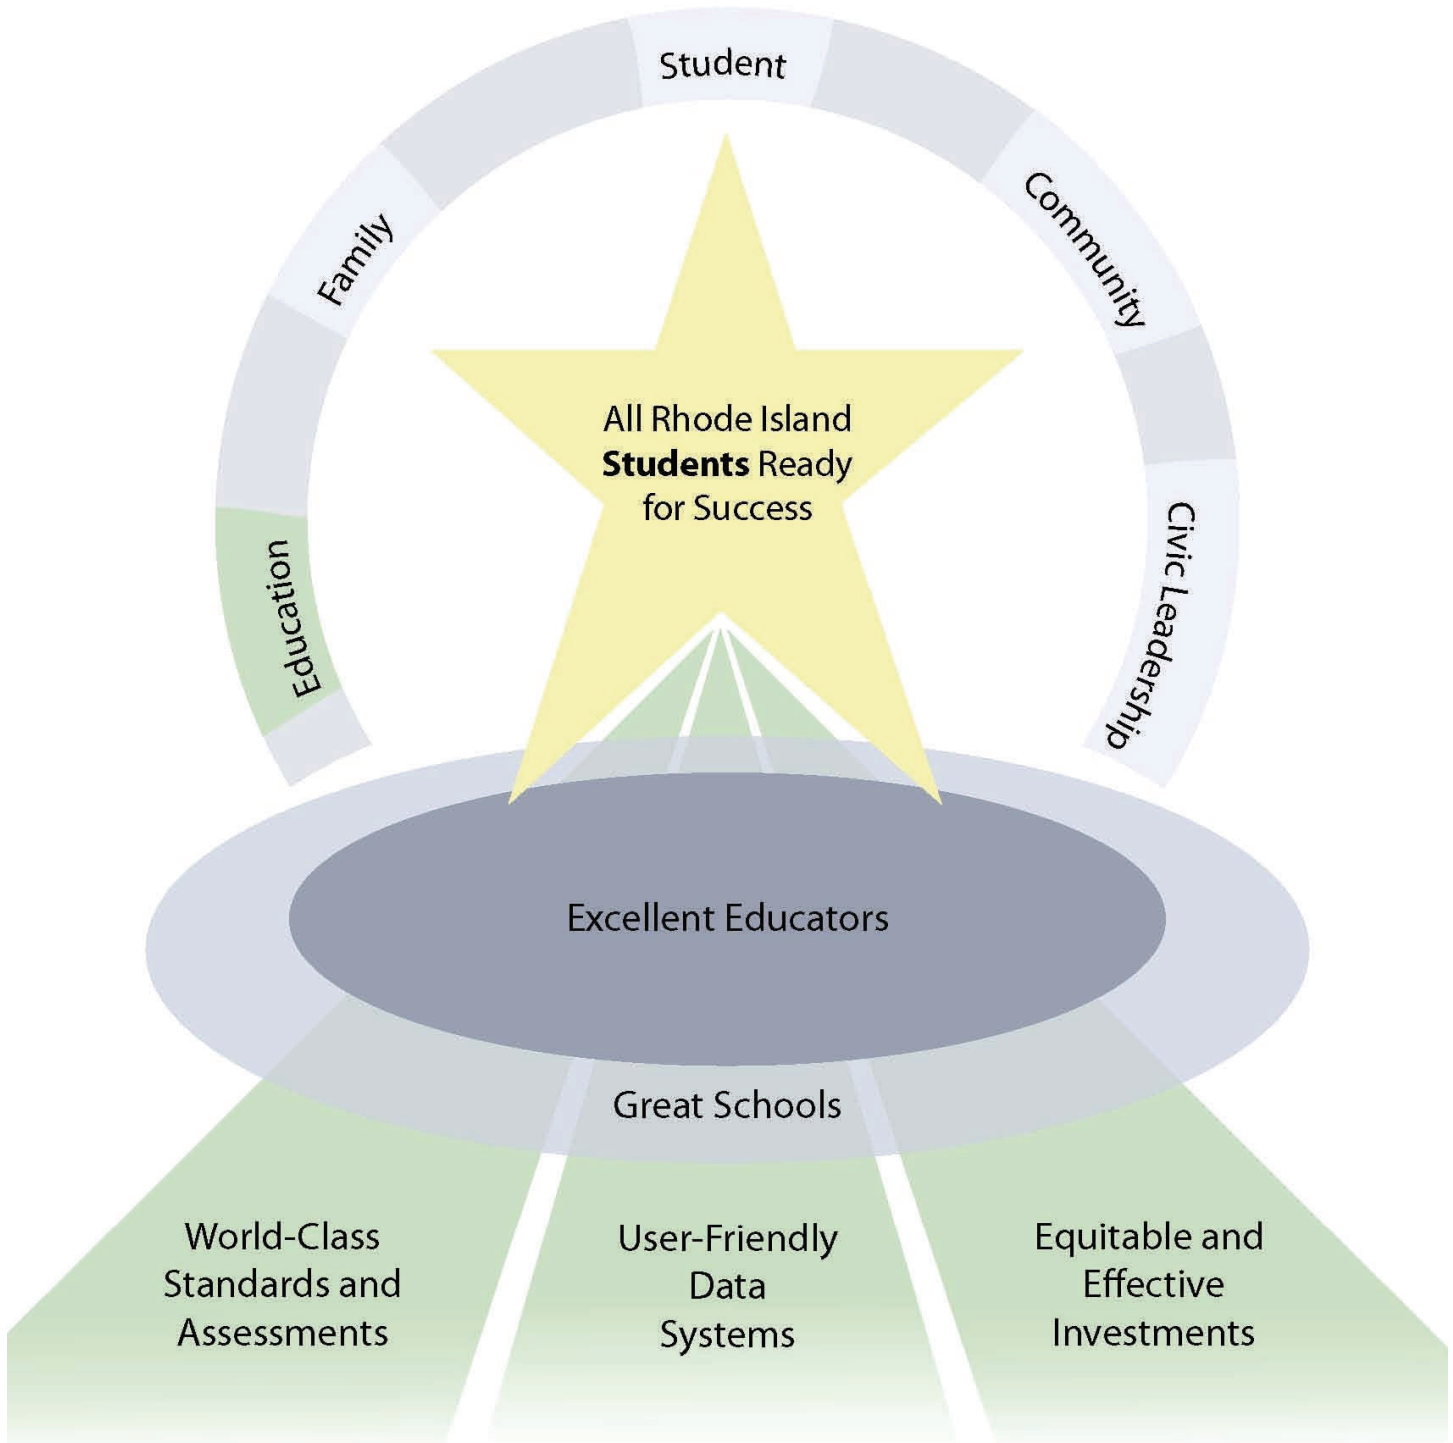 Student
Family
Community
All Rhode Island
Students Ready
for Success
Education
Civic Leadership
Excellent Educators
Great Schools
World-Class
Standards and
Assessments
User-Friendly
Data
Systems
Equitable and
Effective
Investments